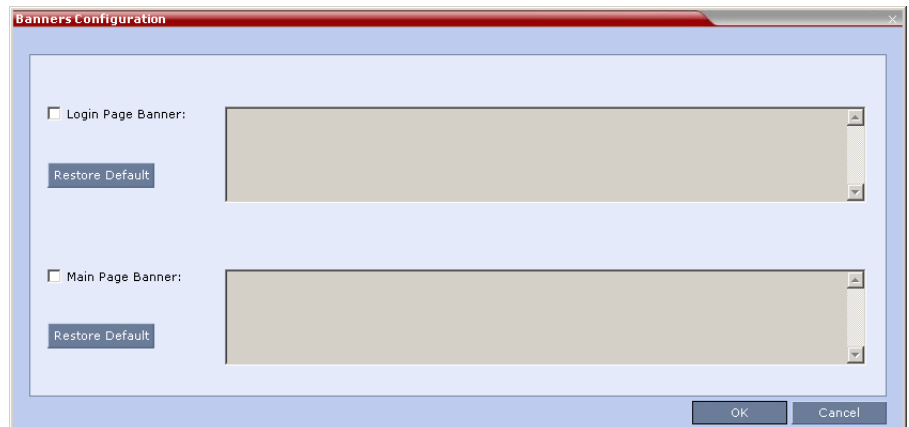 Banners Configuration
Login Page Banner:
Restore Default
Main Page Banner:
Restore Default
OK Cancel